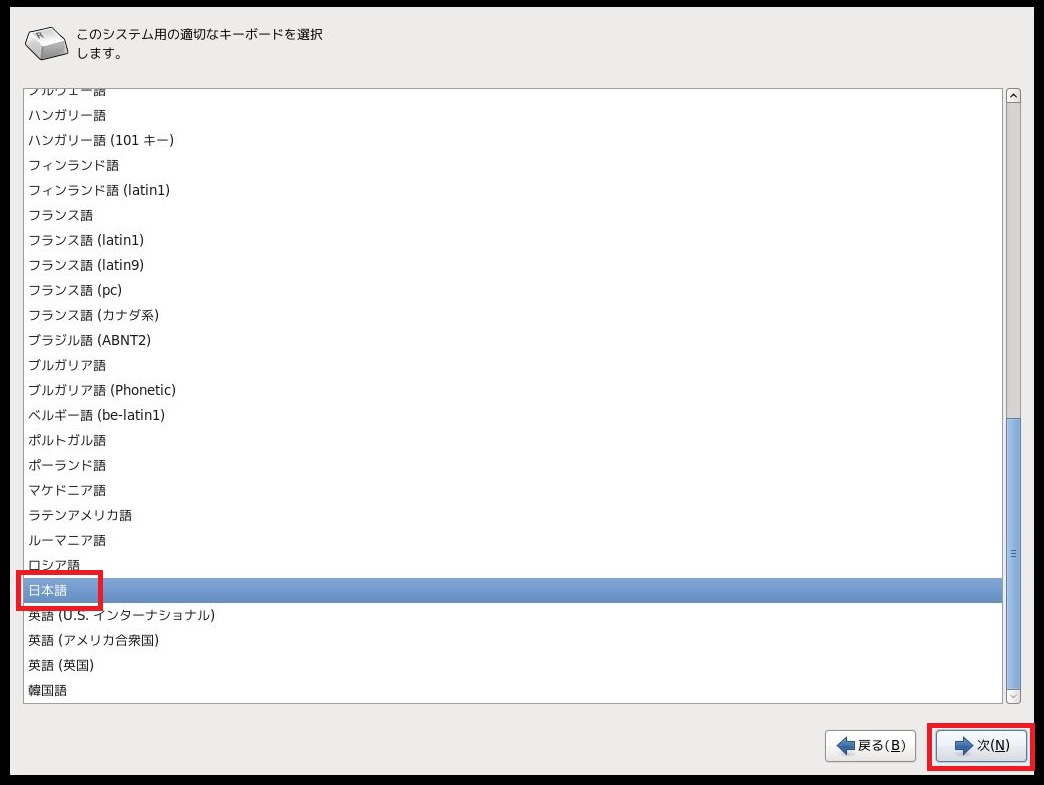 このシステム用の適切なキーボードを選択
します。
ノルウェー語
ハンガリー語
ハンガリー語 (101 キー)
フィンランド語
フィンランド語 (latin1)
フランス語
フランス語 (latin1)
フランス語 (latin9)
フランス語 (pc)
フランス語 (カナダ系)
ブラジル語 (ABNT2)
ブルガリア語
ブルガリア語 (Phonetic)
ベルギー語 (be-latin1)
ポルトガル語
ポーランド語
マケドニア語
ラテンアメリカ語
ルーマニア語
ロシア語
日本語
英語 (U.S. インターナショナル)
英語 (アメリカ合衆国)
英語 (英国)
韓国語
戻る(B)
次(N)